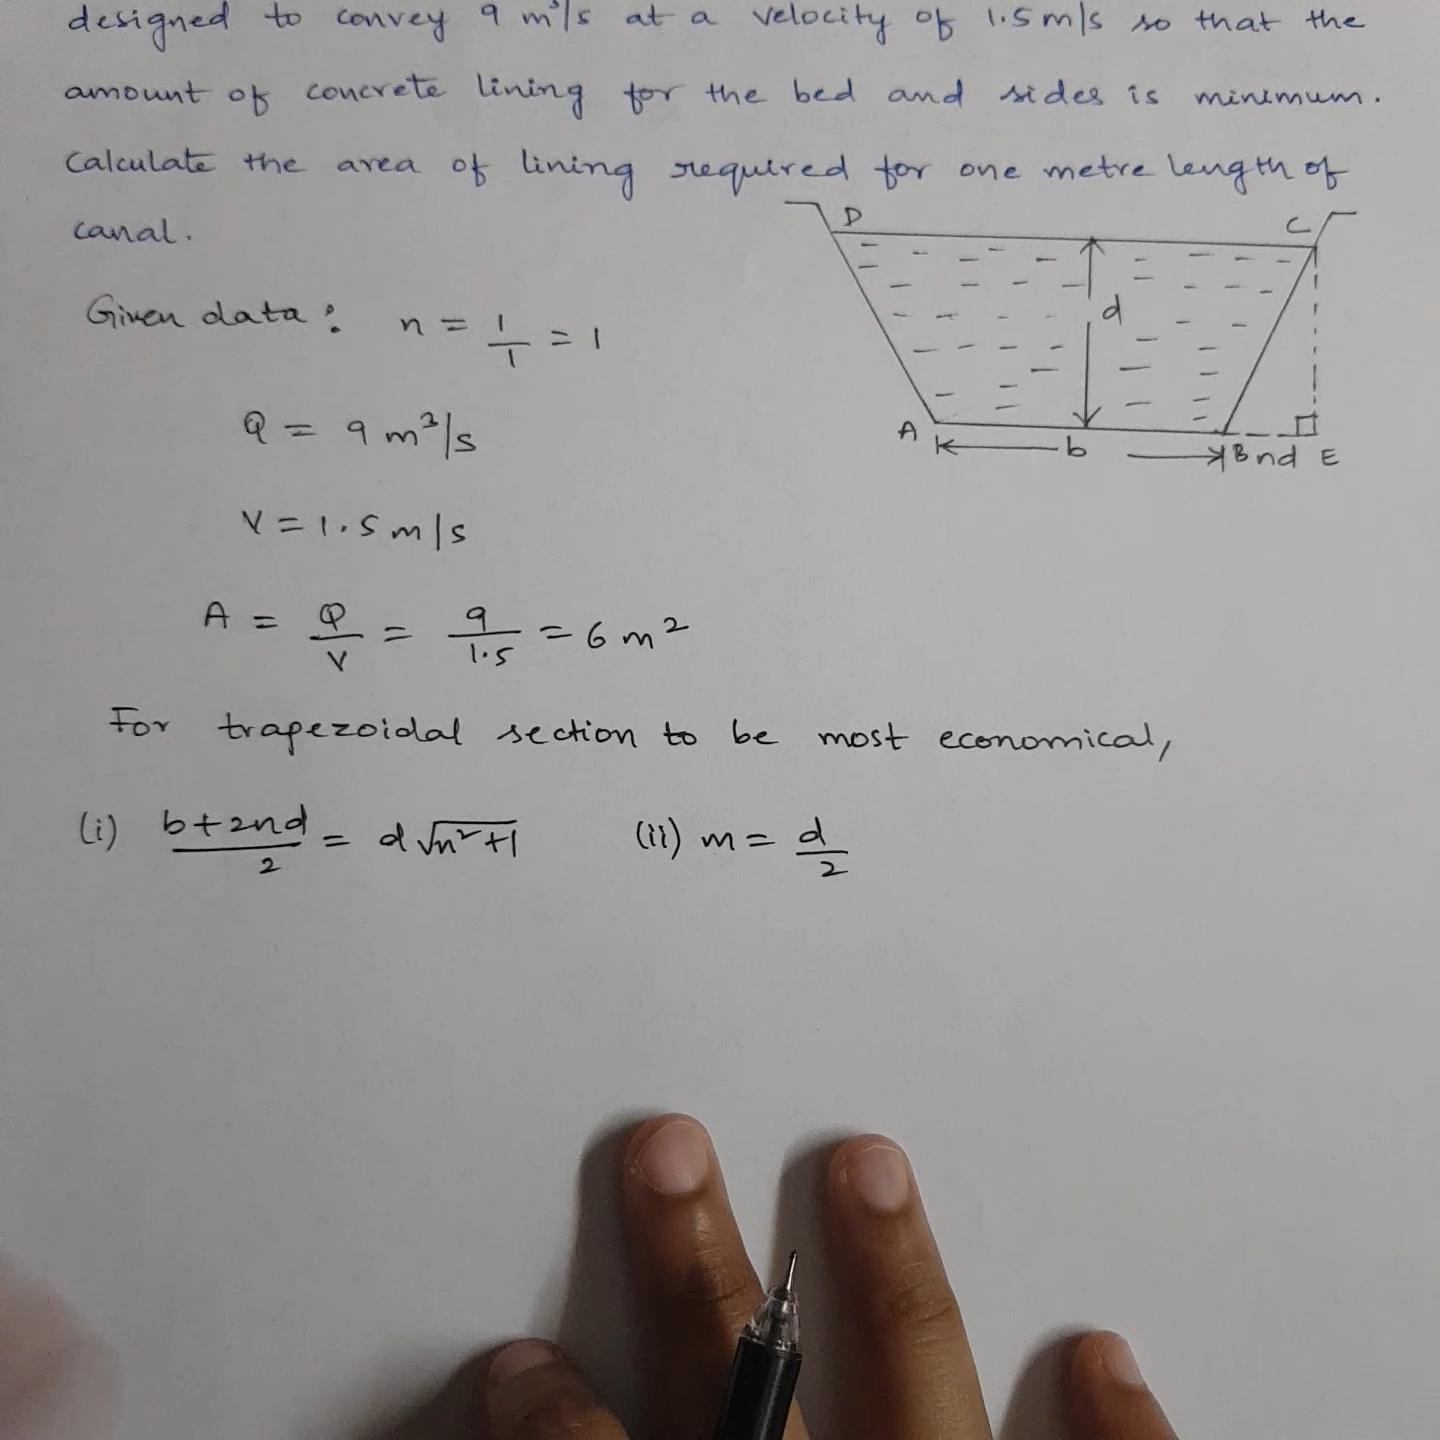 designed to convey 9 m³/s at a velocity of 1.5 m/s so that the
amount of concrete lining for the bed and sides is minimum.
Calculate the area of lining required for one metre length of
canal.
D C
d
A b B nd E
Given data : n = 1/1 = 1
Q = 9 m³/s
V = 1.5 m/s
A = Q/V = 9/1.5 = 6 m²
For trapezoidal section to be most economical,
(i) b+2nd/2 = d√n²+1 (ii) m = d/2